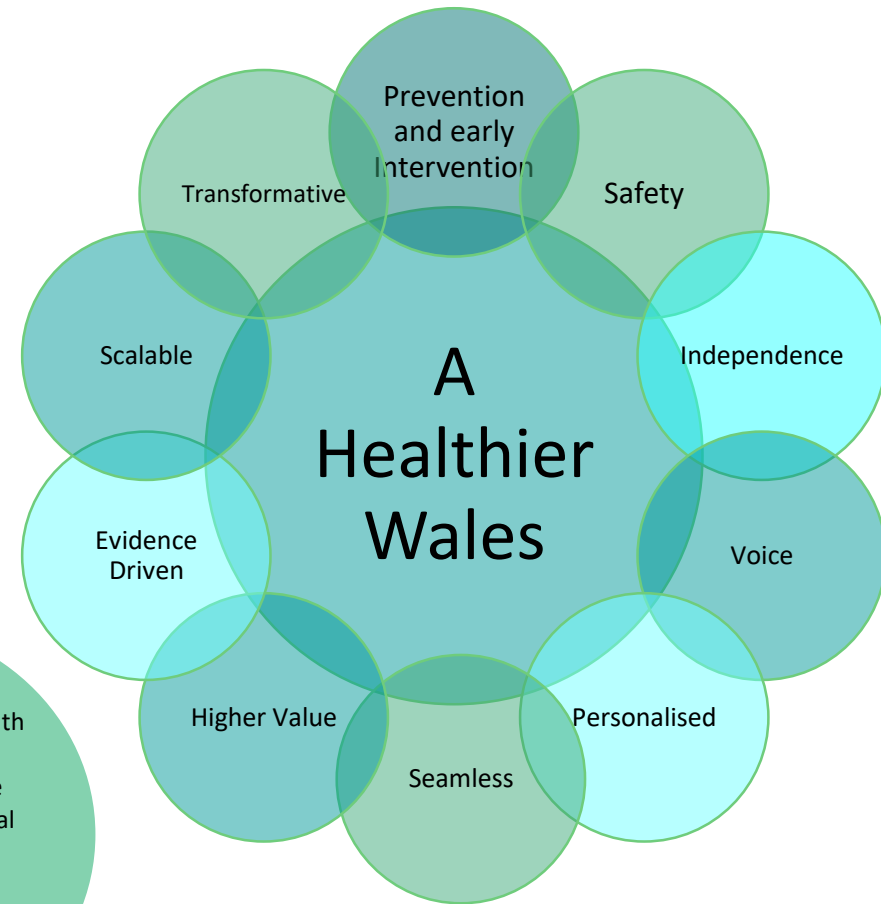 Prevention
and early
Intervention
Safety
Independence
Voice
Personalised
Seamless
Higher Value
Evidence
Driven
Scalable
Transformative
A
Healthier
Wales